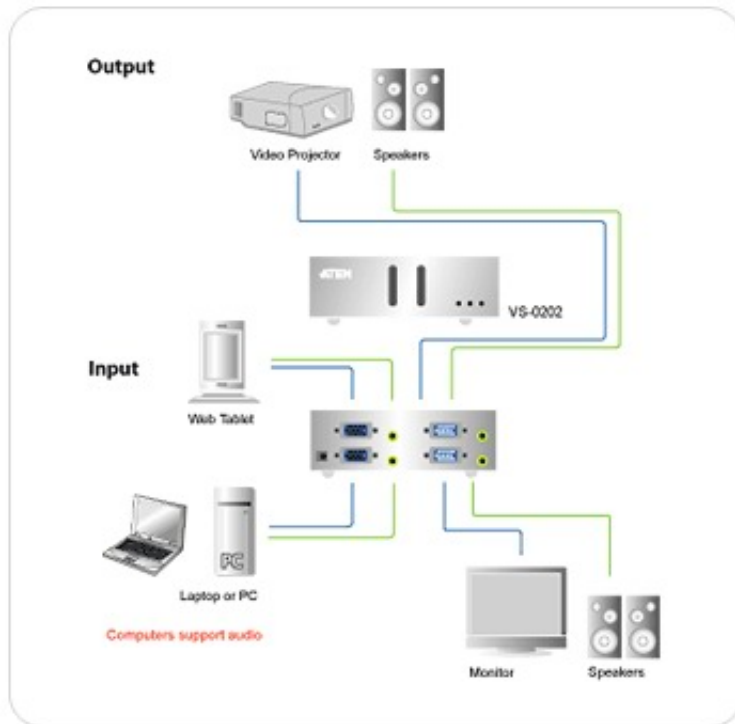 Output
Video Projector
Speakers
ATEN
VS-0202
Input
Web Tablet
PC
Laptop or PC
Computers support audio
Monitor
Speakers